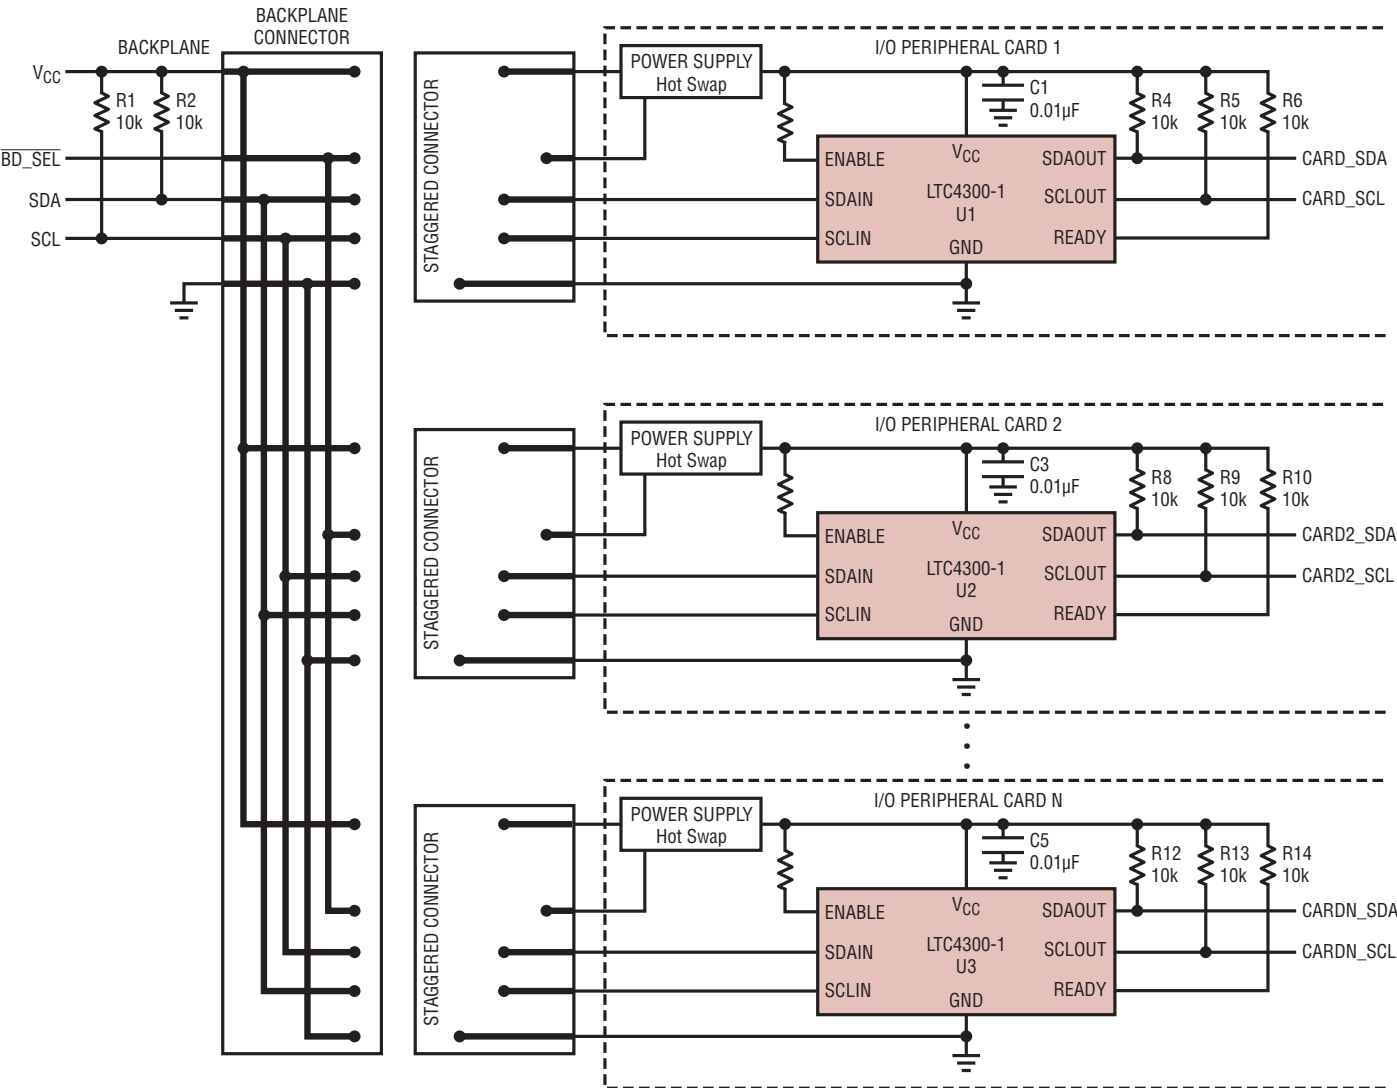 BACKPLANE
CONNECTOR
BACKPLANE
VCC
R1
10k
R2
10k
BD_SEL
SDA
SCL
STAGGERED CONNECTOR
POWER SUPPLY
Hot Swap
I/O PERIPHERAL CARD 1
C1
0.01µF
R4
10k
R5
10k
R6
10k
ENABLE
VCC
SDAOUT
CARD_SDA
SDAIN
LTC4300-1
U1
SCLOUT
CARD_SCL
SCLIN
GND
READY
STAGGERED CONNECTOR
POWER SUPPLY
Hot Swap
I/O PERIPHERAL CARD 2
C3
0.01µF
R8
10k
R9
10k
R10
10k
ENABLE
VCC
SDAOUT
CARD2_SDA
SDAIN
LTC4300-1
U2
SCLOUT
CARD2_SCL
SCLIN
GND
READY
STAGGERED CONNECTOR
POWER SUPPLY
Hot Swap
I/O PERIPHERAL CARD N
C5
0.01µF
R12
10k
R13
10k
R14
10k
ENABLE
VCC
SDAOUT
CARDN_SDA
SDAIN
LTC4300-1
U3
SCLOUT
CARDN_SCL
SCLIN
GND
READY